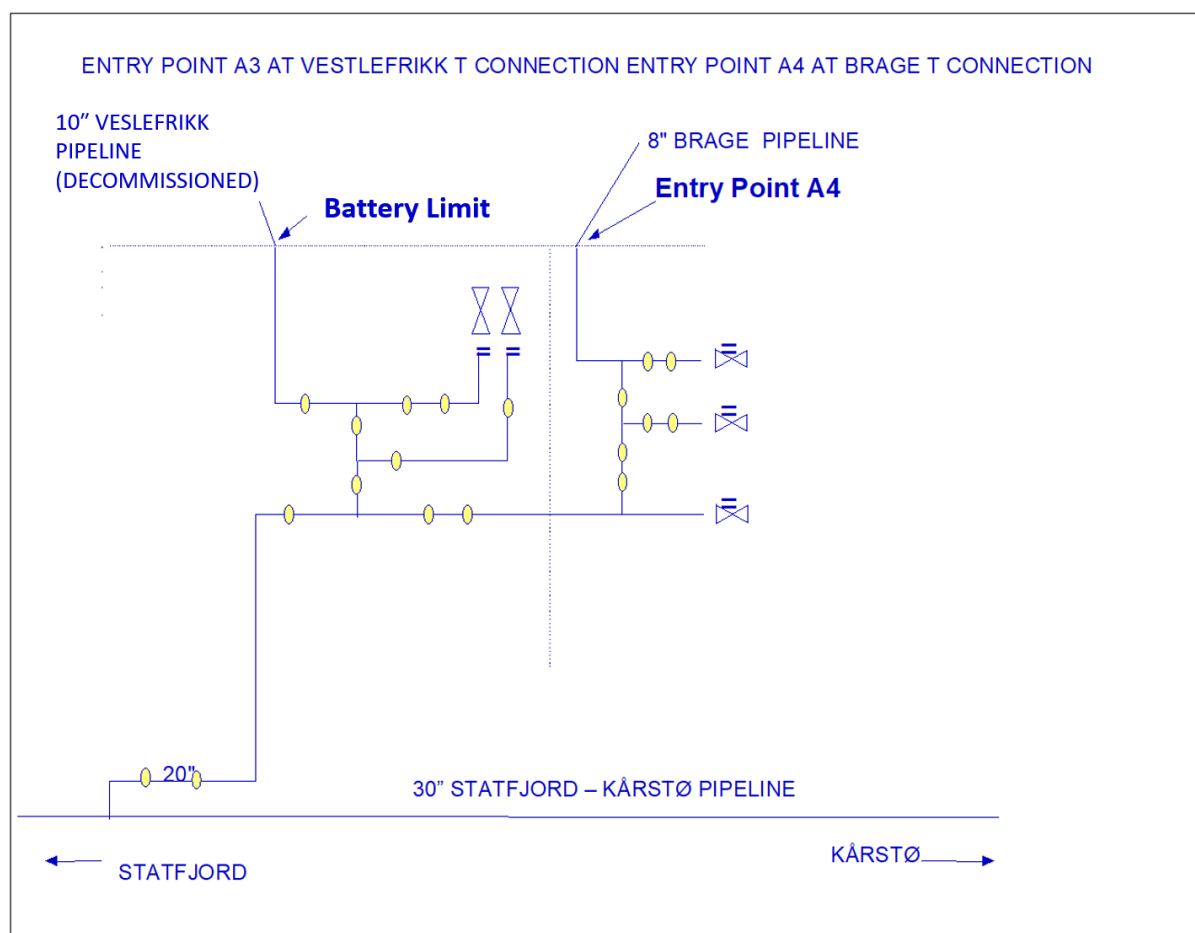 ENTRY POINT A3 AT VESTLEFRIKK T CONNECTION ENTRY POINT A4 AT BRAGE T CONNECTION
10” VESLEFRIKK
PIPELINE
(DECOMMISSIONED)
8" BRAGE PIPELINE
Entry Point A4
Battery Limit
20"
30” STATFJORD – KÅRSTØ PIPELINE
STATFJORD
KÅRSTØ